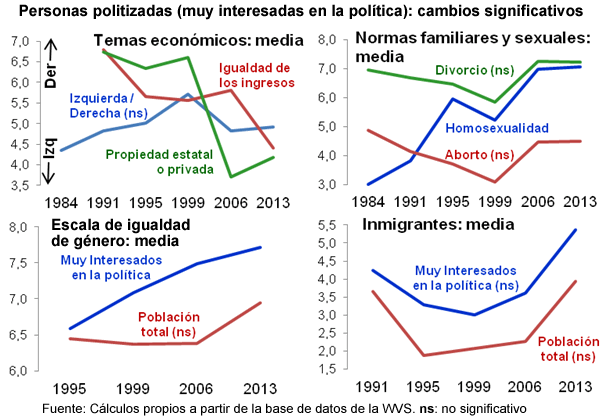 Personas politizadas (muy interesadas en la política): cambios significativos
Temas económicos: media
Der
Izq
7,0
6,5
6,0
5,5
5,0
4,5
4,0
3,5
Igualdad de
los ingresos
Izquierda /
Derecha (ns)
Propiedad estatal
o privada
1984 1991 1995 1999 2006 2013
Normas familiares y sexuales:
media
8,0
7,0
6,0
5,0
4,0
3,0
Divorcio (ns)
Homosexualidad
Aborto (ns)
1984 1991 1995 1999 2006 2013
Escala de igualdad
de género: media
8,0
7,5
7,0
6,5
6,0
Muy Interesados
en la política
Población
total (ns)
1995 1999 2006 2013
Inmigrantes: media
5,5
5,0
4,5
4,0
3,5
3,0
2,5
2,0
1,5
Muy Interesados
en la política (ns)
Población
total (ns)
1991 1995 1999 2006 2013
Fuente: Cálculos propios a partir de la base de datos de la WVS. ns: no significativo